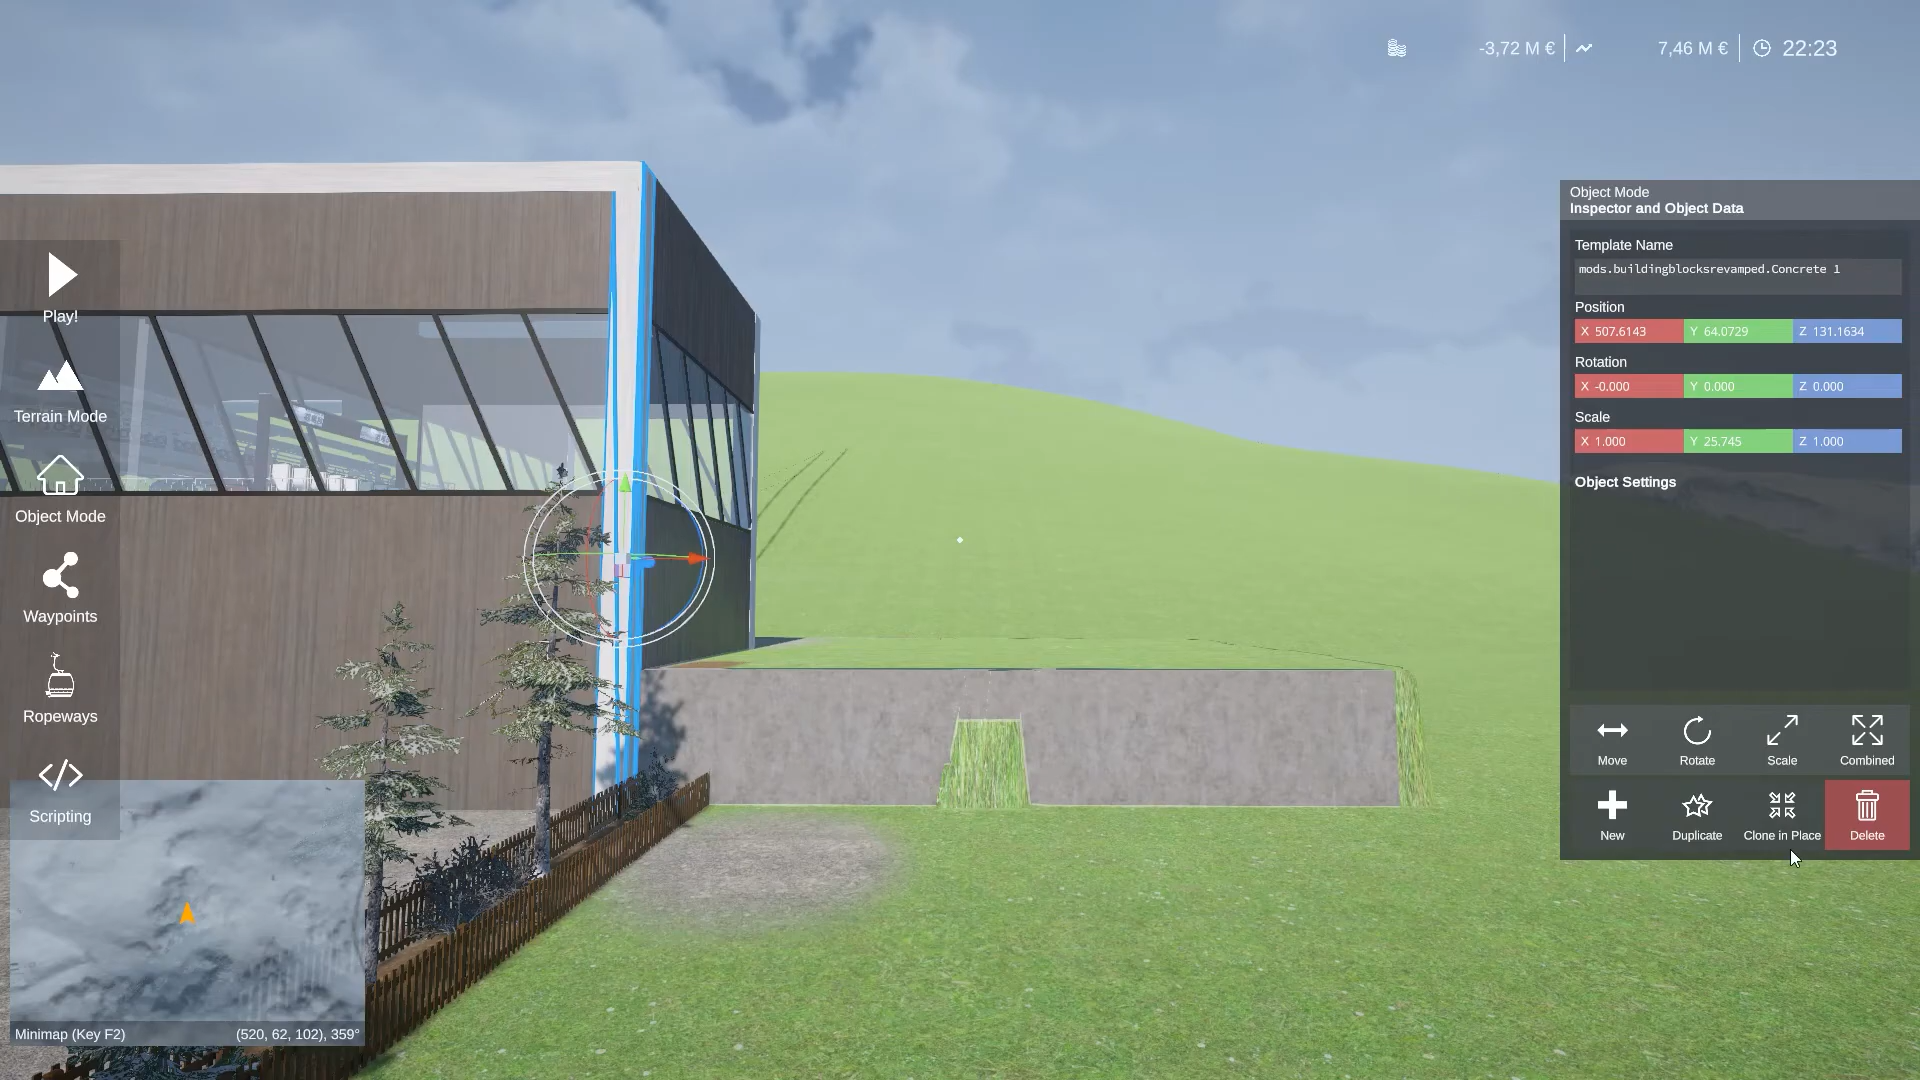 -3,72 M € 7,46 M € 22:23
Object Mode
Inspector and Object Data
Template Name
mods.buildingblocksrevamped.Concrete 1
Position
X 507.6143 Y 64.0729 Z 131.1634
Rotation
X -0.000 Y 0.000 Z 0.000
Scale
X 1.000 Y 25.745 Z 1.000
Object Settings
Move Rotate Scale Combined
New Duplicate Clone in Place Delete
Play!
Terrain Mode
Object Mode
Waypoints
Ropeways
Scripting
Minimap (Key F2) (520, 62, 102), 359°